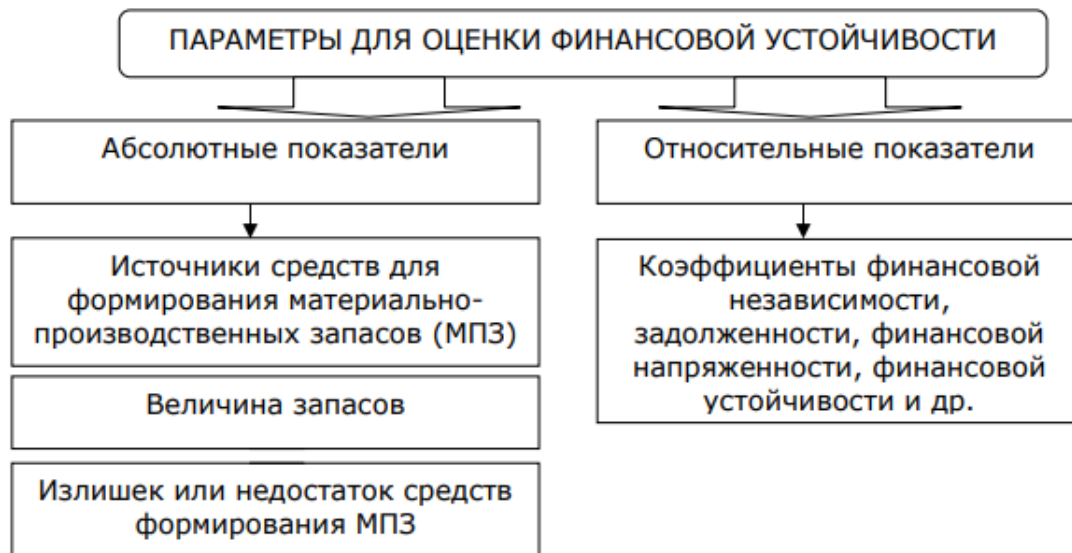 ПАРАМЕТРЫ ДЛЯ ОЦЕНКИ ФИНАНСОВОЙ УСТОЙЧИВОСТИ
Абсолютные показатели
Источники средств для
формирования материально-
производственных запасов (МПЗ)
Величина запасов
Излишек или недостаток средств
формирования МПЗ
Относительные показатели
Коэффициенты финансовой
независимости,
задолженности, финансовой
напряженности, финансовой
устойчивости и др.